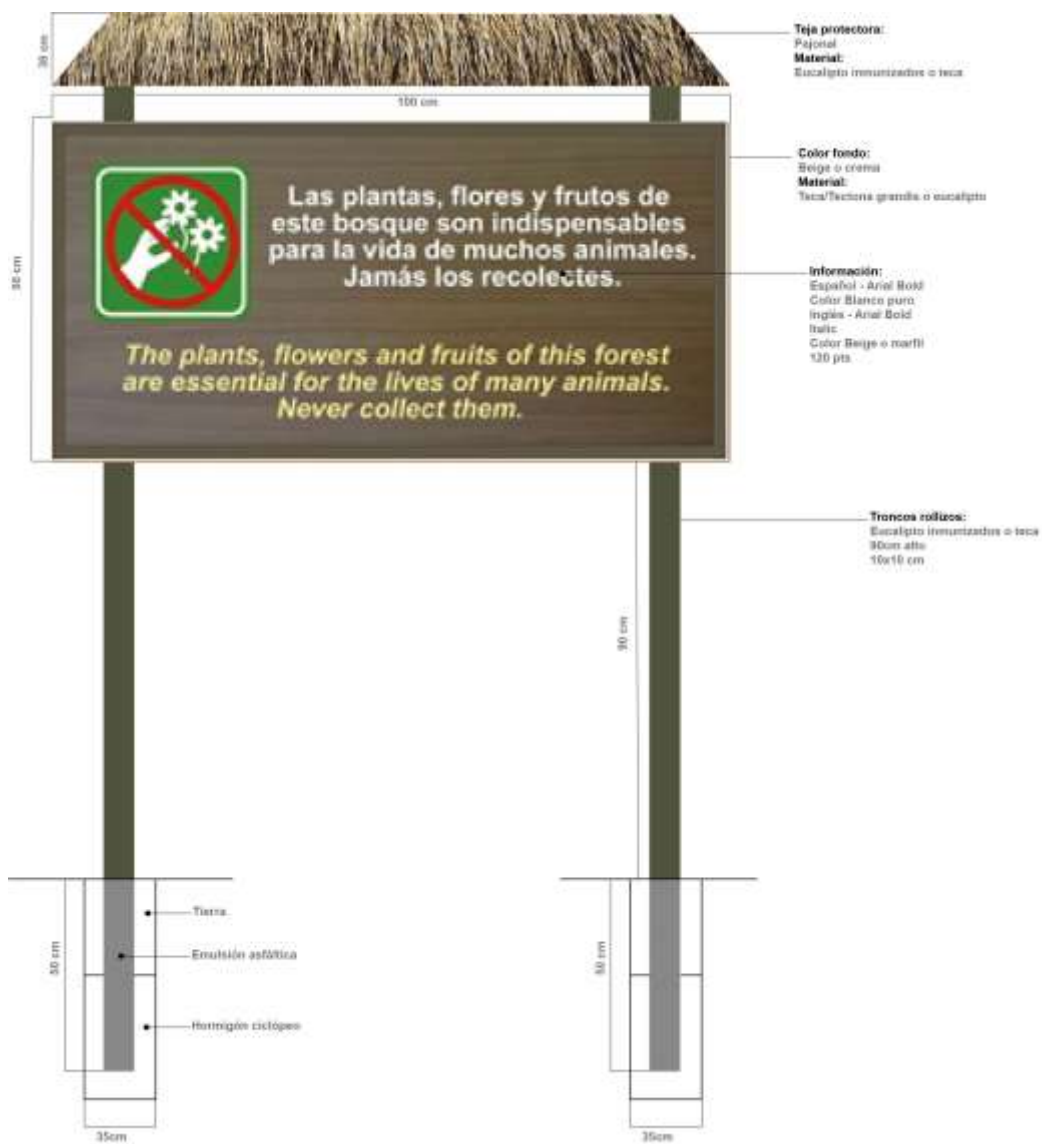 Teja protectora:
Pajonal
Material:
Eucalipto inmunizados o teca
100 cm
Color fondo:
Beige o crema
Material:
Teca/Tectona grandis o eucalipto
Las plantas, flores y frutos de
este bosque son indispensables
para la vida de muchos animales.
Jamás los recolectes.
Información:
Español - Arial Bold
Color Blanco puro
Inglés - Arial Bold
Italic
Color Beige o marfil
120 pts
The plants, flowers and fruits of this forest
are essential for the lives of many animals.
Never collect them.
Troncos rollizos:
Eucalipto inmunizados o teca
90cm alto
10x10 cm
90 cm
Tierra
Emulsión asfáltica
Hormigón ciclópeo
35cm
35cm